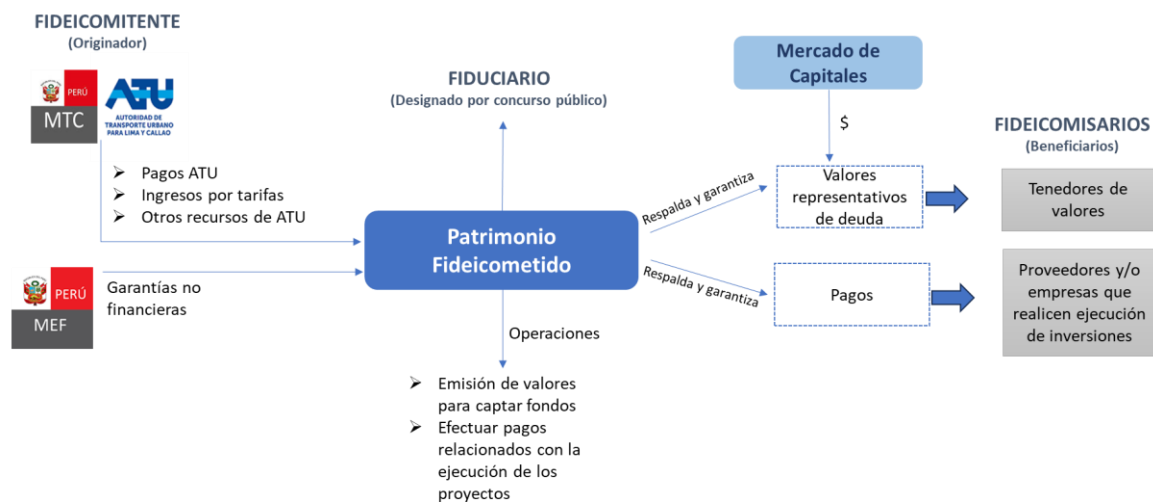 FIDEICOMITENTE
(Originador)
PERÚ
MTC
ATU
AUTORIDAD DE
TRANSPORTE URBANO
PARA LIMA Y CALLAO
➢ Pagos ATU
➢ Ingresos por tarifas
➢ Otros recursos de ATU
PERÚ
MEF
Garantías no
financieras
FIDUCIARIO
(Designado por concurso público)
Patrimonio
Fideicometido
Operaciones
➢ Emisión de valores
para captar fondos
➢ Efectuar pagos
relacionados con la
ejecución de los
proyectos
Mercado de
Capitales
$
Respalda y garantiza
Valores
representativos
de deuda
Respalda y garantiza
Pagos
FIDEICOMISARIOS
(Beneficiarios)
Tenedores de
valores
Proveedores y/o
empresas que
realicen ejecución
de inversiones